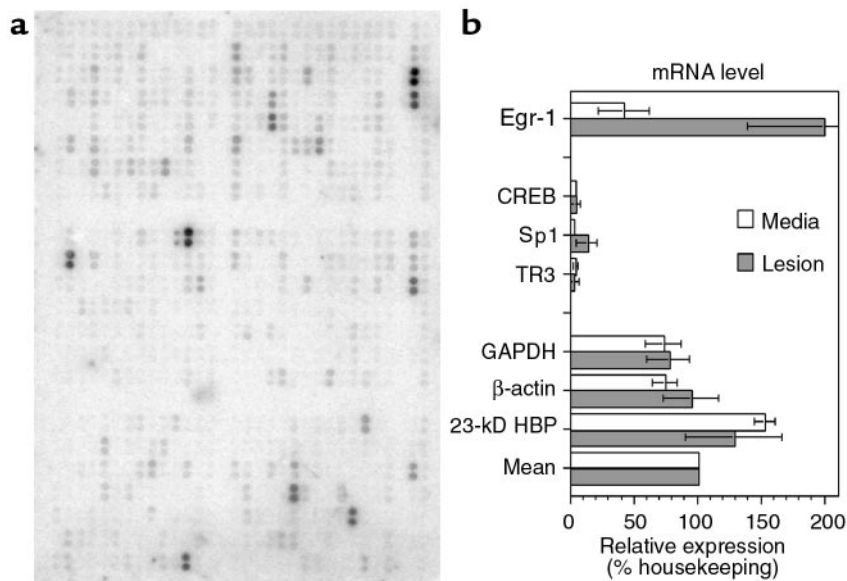 a
b
mRNA level
Egr-1
CREB
Sp1
TR3
GAPDH
β-actin
23-kD HBP
Mean
Media
Lesion
0 50 100 150 200
Relative expression
(% housekeeping)